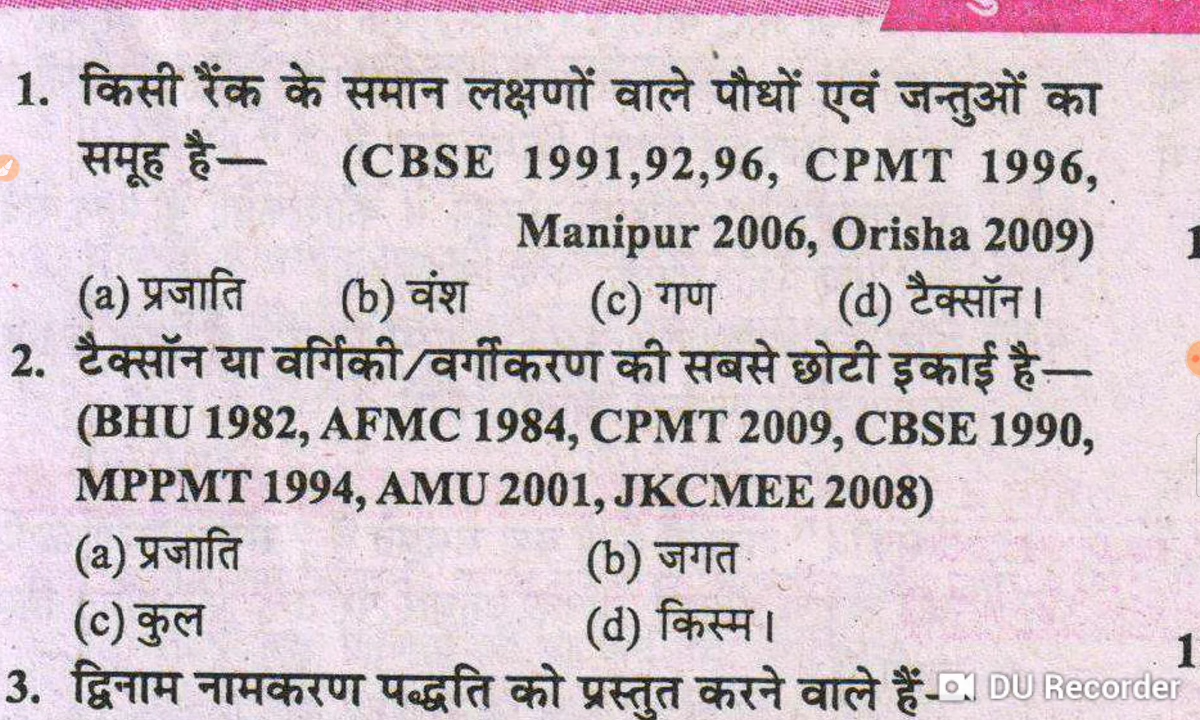 1. किसी रैंक के समान लक्षणों वाले पौधों एवं जन्तुओं का
समूह है— (CBSE 1991,92,96, CPMT 1996,
Manipur 2006, Orisha 2009)
(a) प्रजाति (b) वंश (c) गण (d) टैक्सॉन।
2. टैक्सॉन या वर्गिकी/वर्गीकरण की सबसे छोटी इकाई है—
(BHU 1982, AFMC 1984, CPMT 2009, CBSE 1990,
MPPMT 1994, AMU 2001, JKCMEE 2008)
(a) प्रजाति (b) जगत
(c) कुल (d) किस्म।
3. द्विनाम नामकरण पद्धति को प्रस्तुत करने वाले हैं-
DU Recorder
1
1